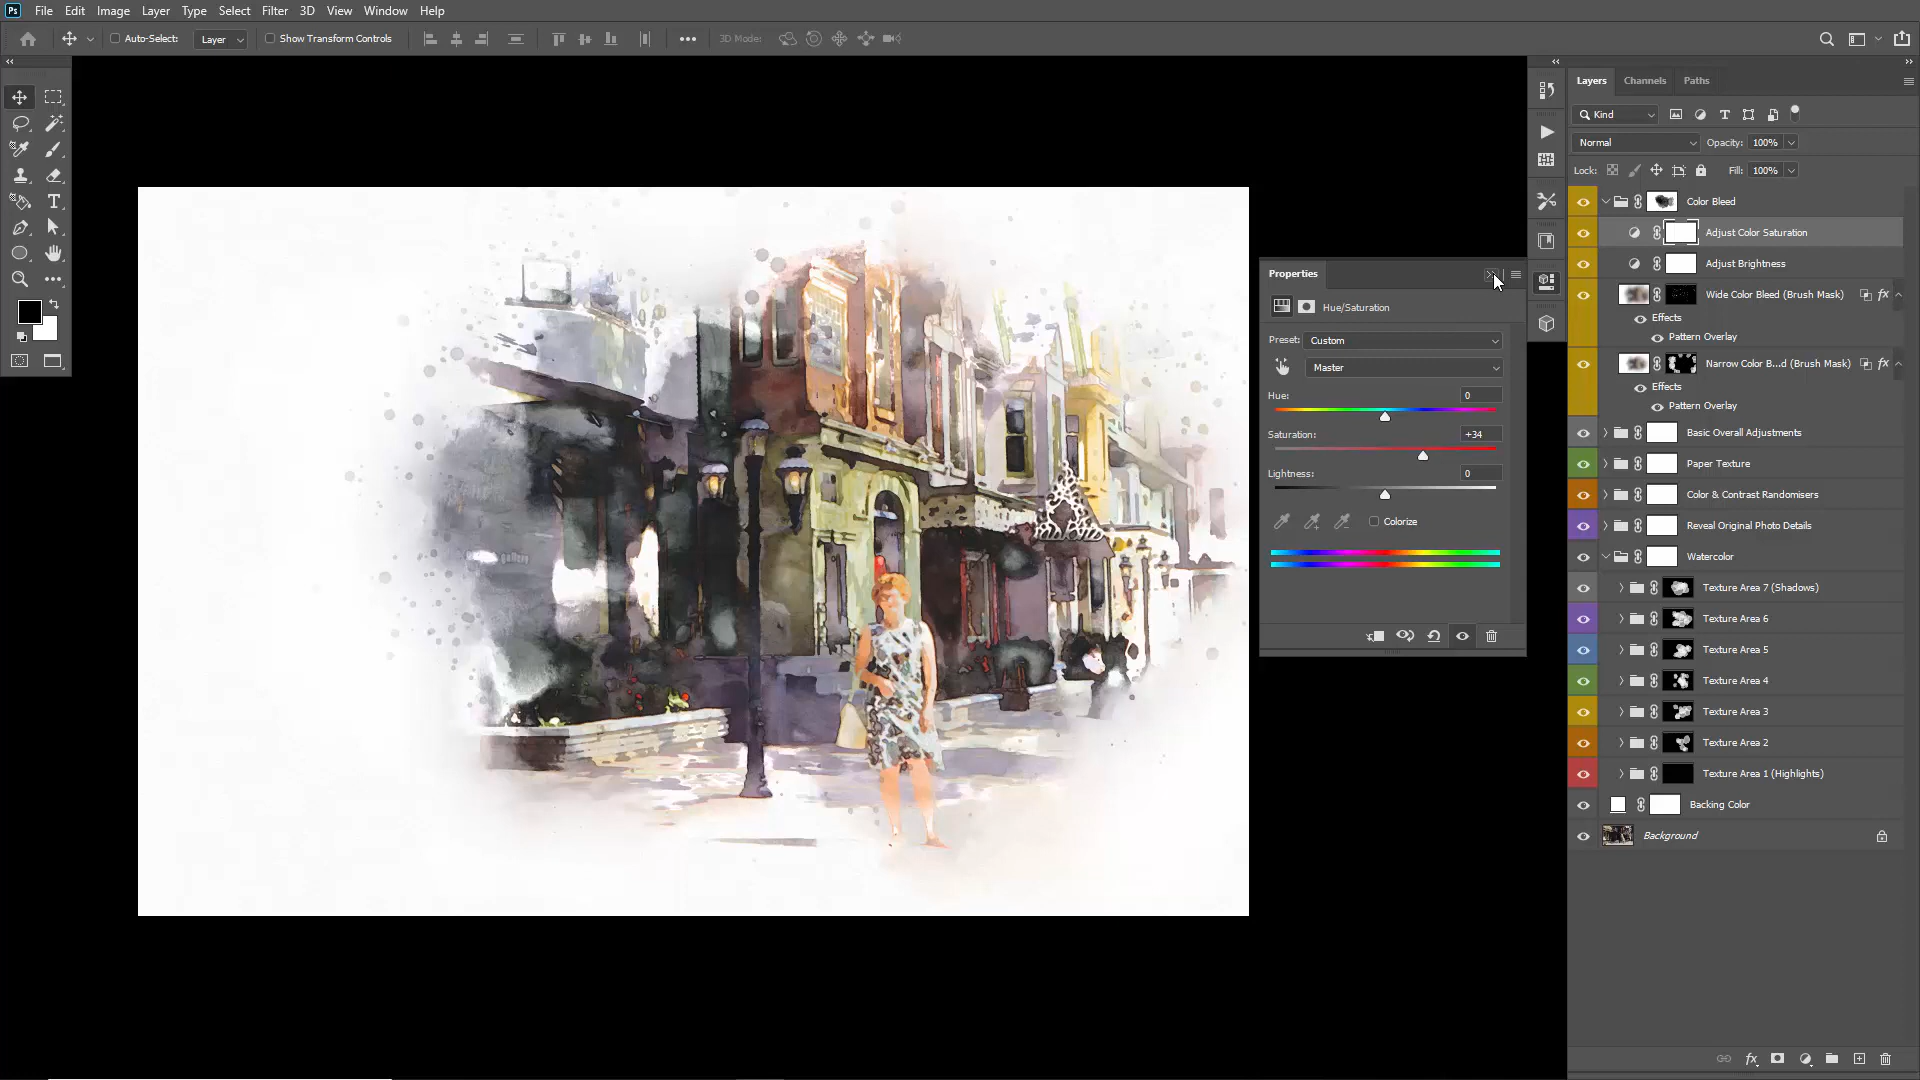 Ps File Edit Image Layer Type Select Filter 3D View Window Help
Auto-Select: Layer Show Transform Controls 3D Mode:
Layers Channels Paths
Kind
Normal Opacity: 100%
Lock: Fill: 100%
Color Bleed
Adjust Color Saturation
Adjust Brightness
Wide Color Bleed (Brush Mask) fx
Effects
Pattern Overlay
Narrow Color B...d (Brush Mask) fx
Effects
Pattern Overlay
Basic Overall Adjustments
Paper Texture
Color & Contrast Randomisers
Reveal Original Photo Details
Watercolor
Texture Area 7 (Shadows)
Texture Area 6
Texture Area 5
Texture Area 4
Texture Area 3
Texture Area 2
Texture Area 1 (Highlights)
Backing Color
Background
fx
Properties
Hue/Saturation
Preset: Custom
Master
Hue: 0
Saturation: +34
Lightness: 0
Colorize